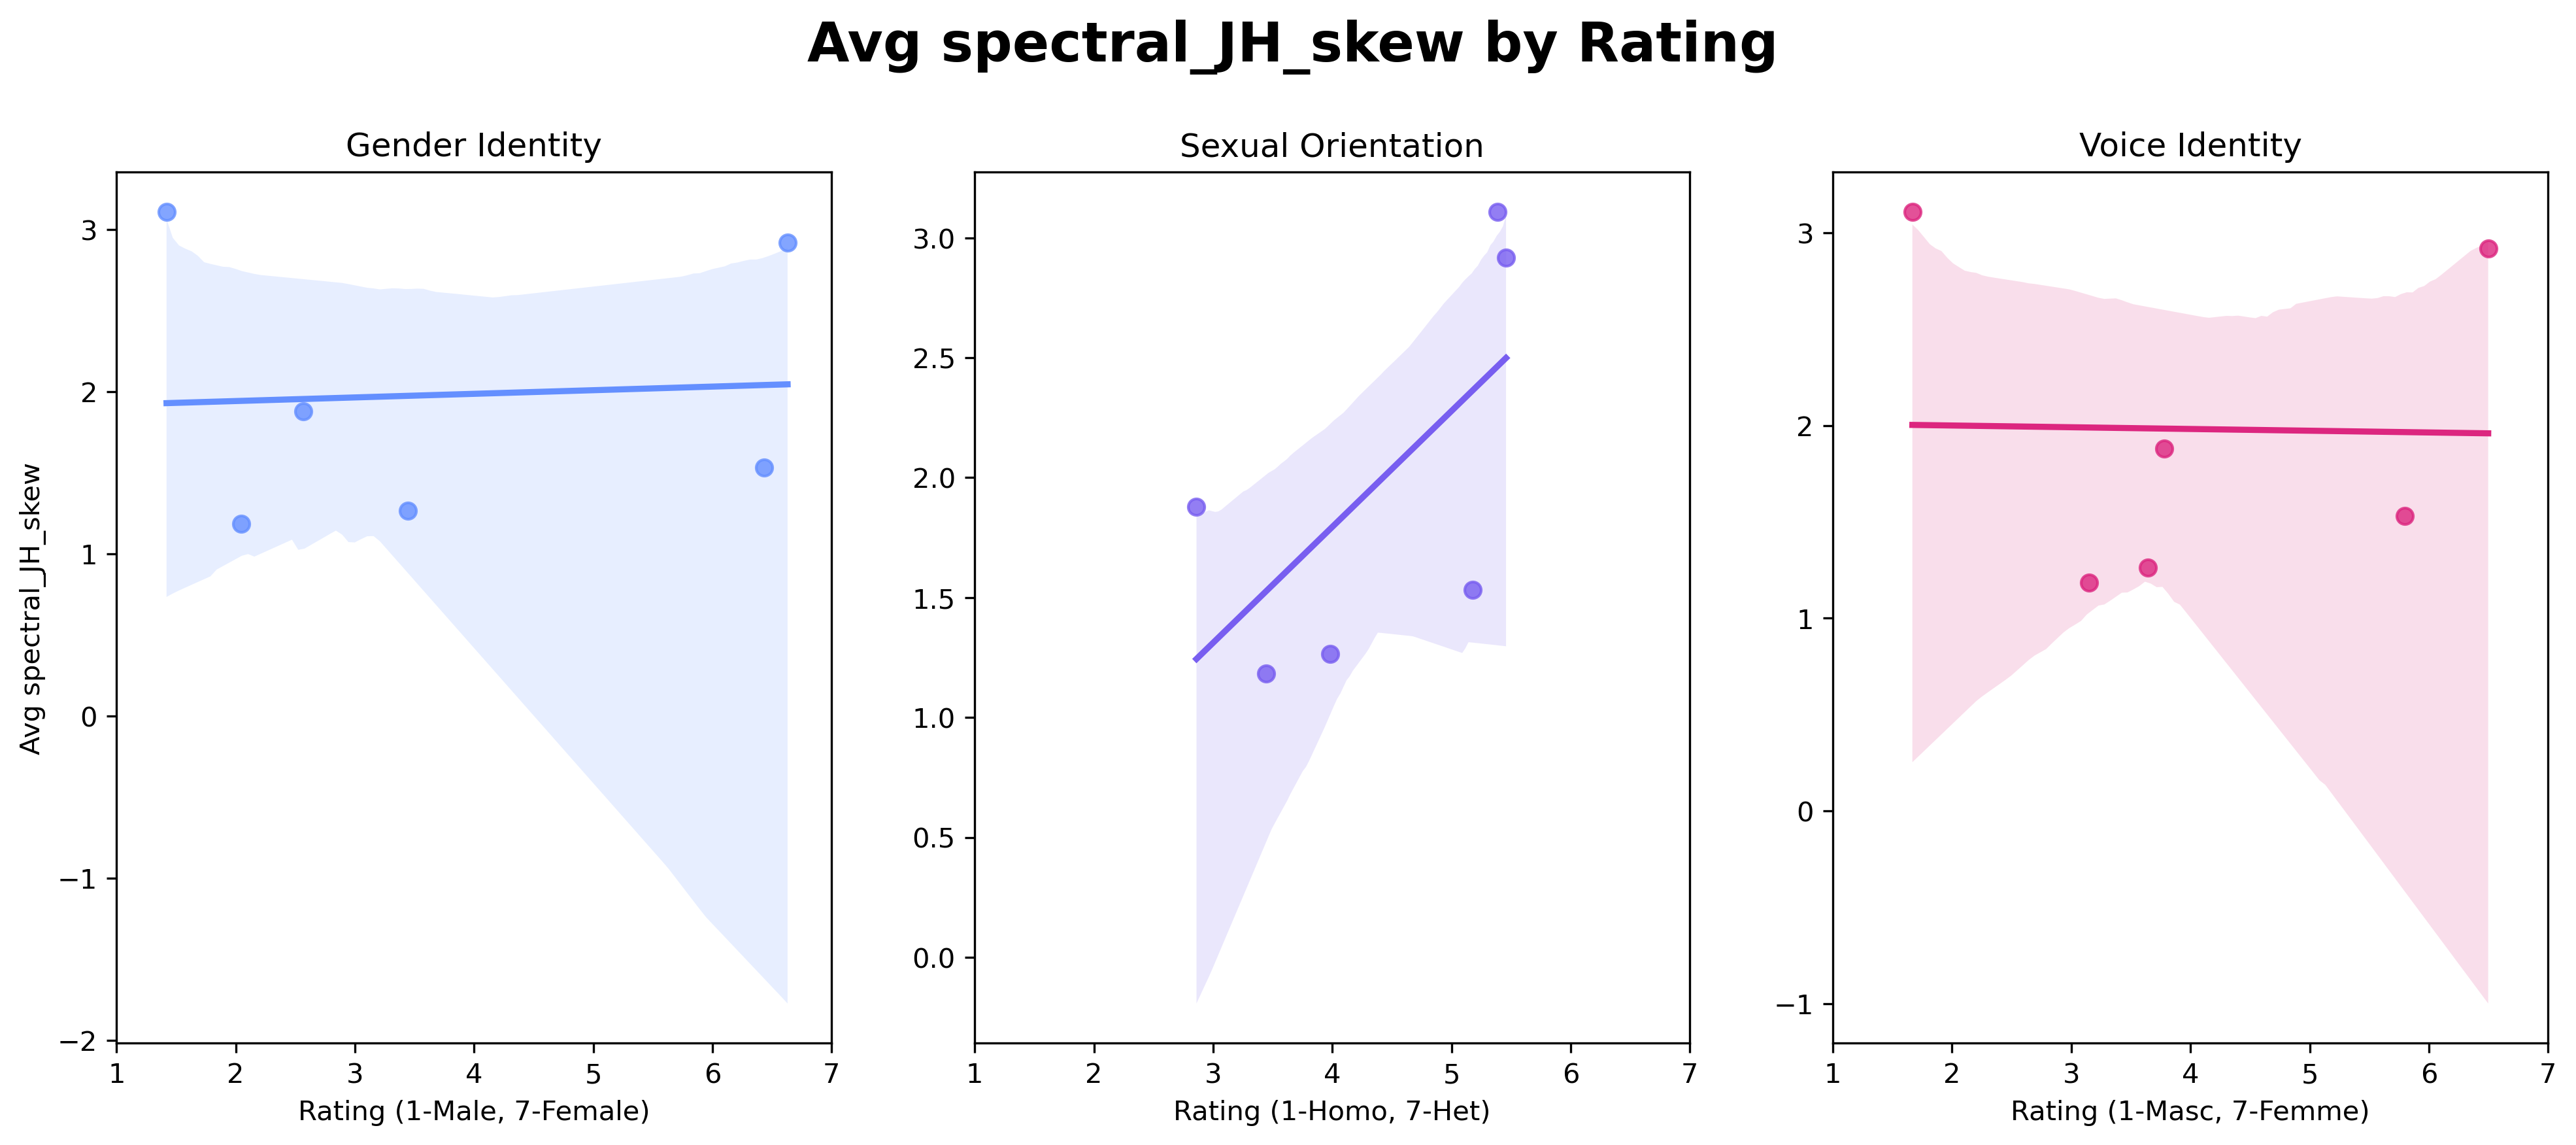 Avg spectral_JH_skew by Rating
Gender Identity
Sexual Orientation
Voice Identity
Avg spectral_JH_skew
3
2
1
0
−1
−2
1 2 3 4 5 6 7
Rating (1-Male, 7-Female)
3.0
2.5
2.0
1.5
1.0
0.5
0.0
1 2 3 4 5 6 7
Rating (1-Homo, 7-Het)
3
2
1
0
−1
1 2 3 4 5 6 7
Rating (1-Masc, 7-Femme)